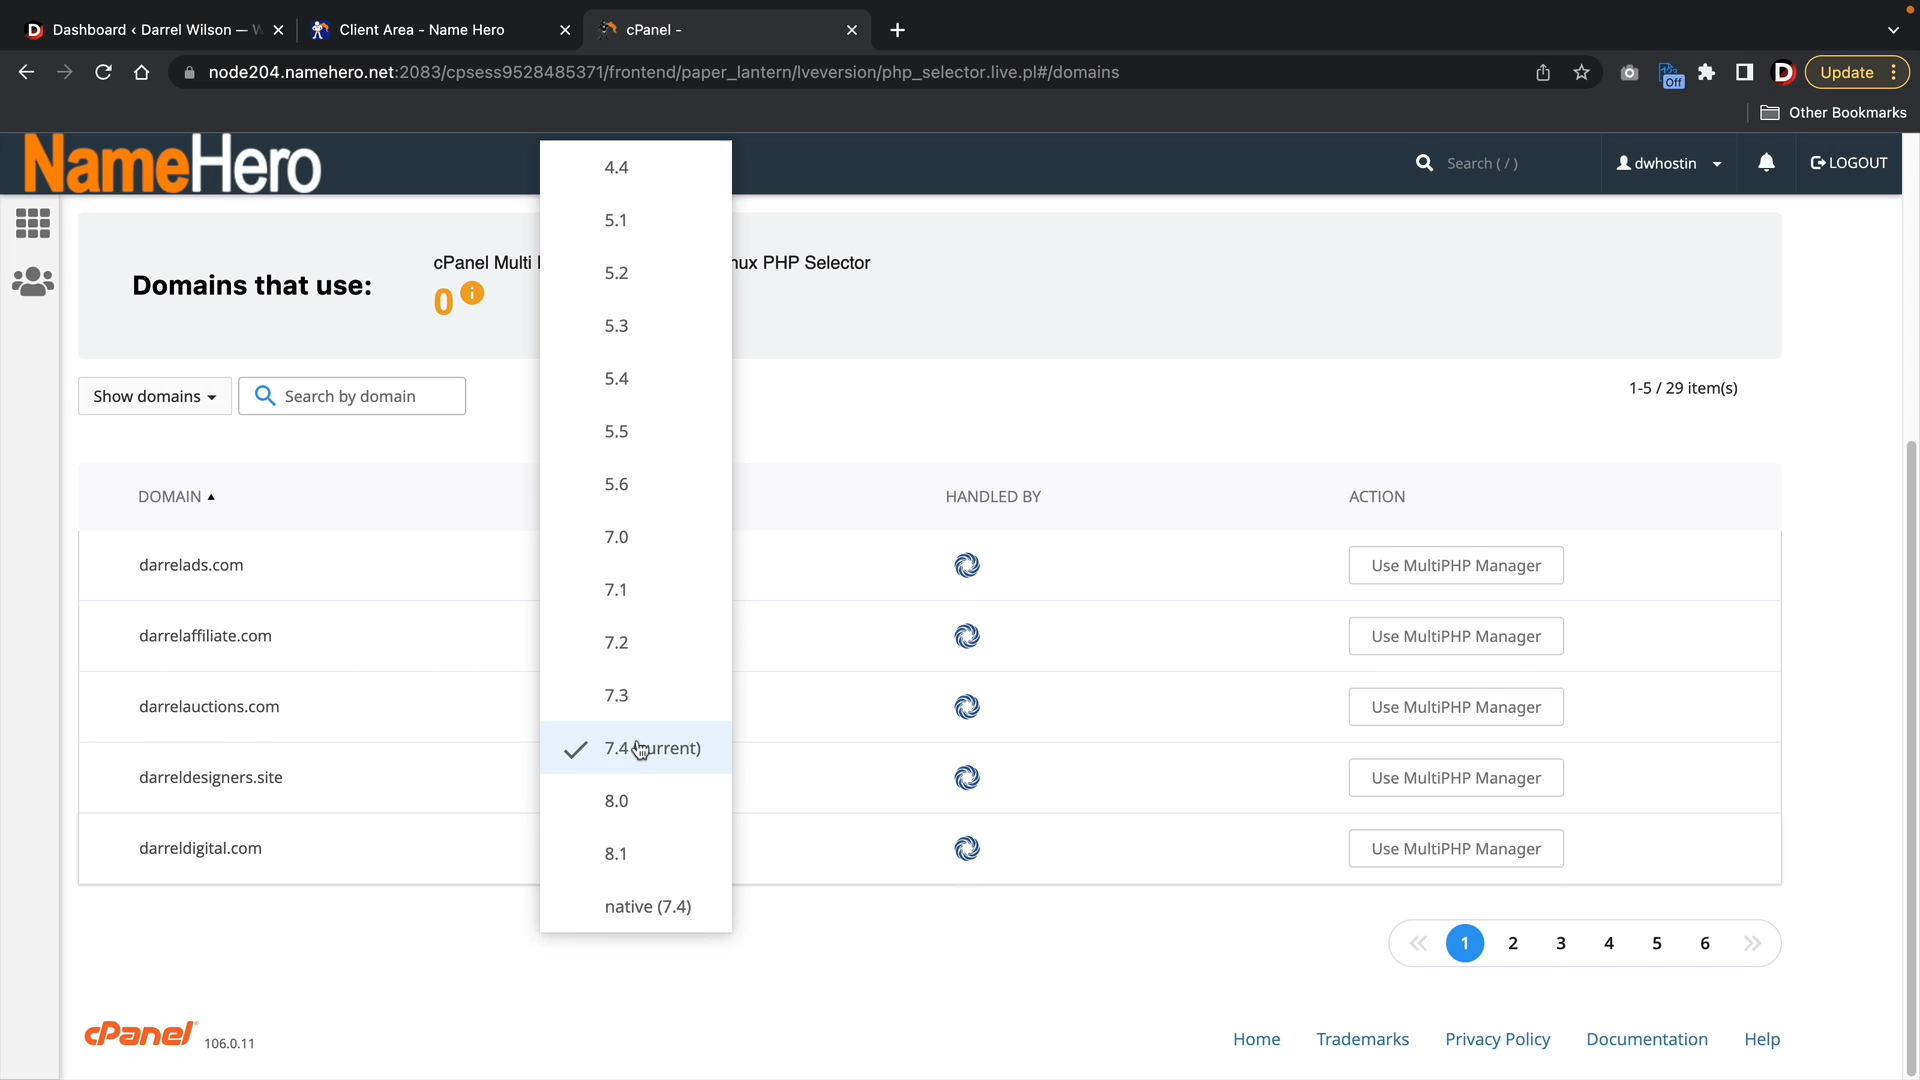 Dashboard ‹ Darrel Wilson —
Client Area - Name Hero
cPanel -
node204.namehero.net:2083/cpsess9528485371/frontend/paper_lantern/lveversion/php_selector.live.pl#/domains
Off
D
Update
Other Bookmarks
NameHero
Search ( / )
dwhostin
LOGOUT
Domains that use:
cPanel Multi
PHP Selector
0
4.4
5.1
5.2
5.3
5.4
5.5
5.6
7.0
7.1
7.2
7.3
7.4
8.0
8.1
native (7.4)
Show domains
Search by domain
1-5 / 29 item(s)
DOMAIN
HANDLED BY
ACTION
darrelads.com
Use MultiPHP Manager
darrelaffiliate.com
Use MultiPHP Manager
darrelauctions.com
Use MultiPHP Manager
darreldesigners.site
Use MultiPHP Manager
darreldigital.com
Use MultiPHP Manager
« 1 2 3 4 5 6 »
cPanel 106.0.11
Home
Trademarks
Privacy Policy
Documentation
Help